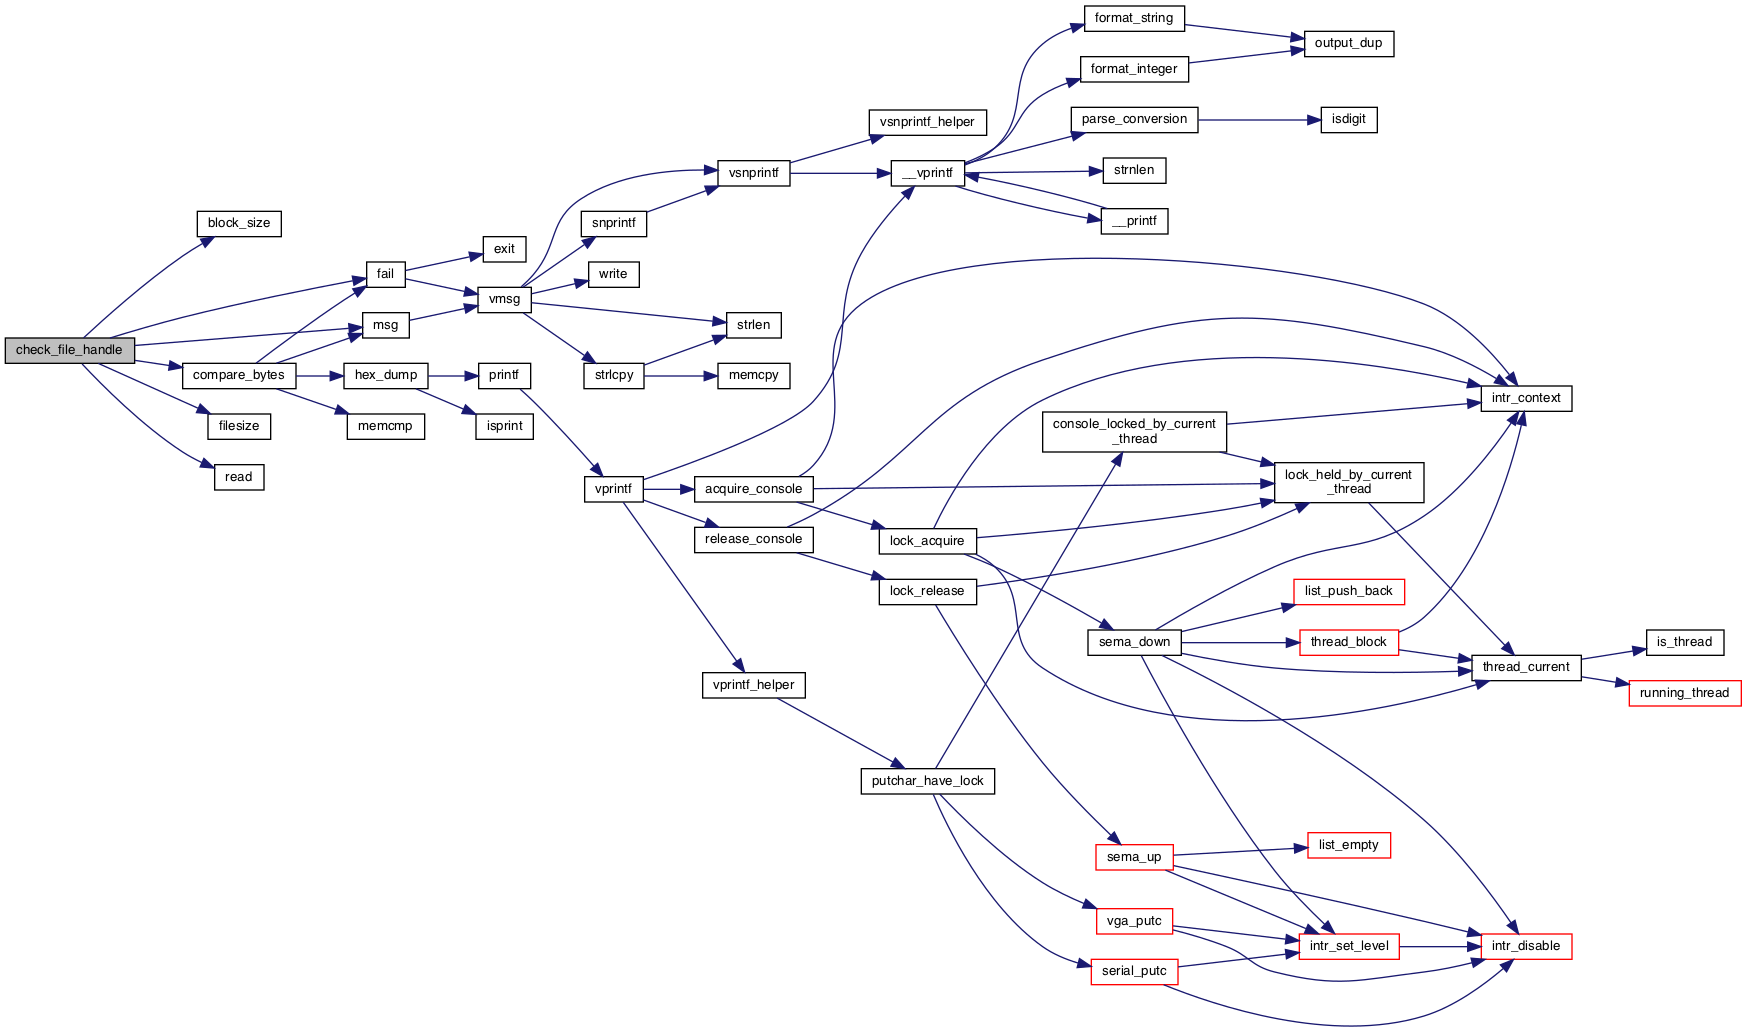 format_string
output_dup
format_integer
vsnprintf_helper
parse_conversion
isdigit
vsnprintf
__vprintf
strnlen
block_size
snprintf
__printf
exit
fail
write
vmsg
msg
strlen
check_file_handle
compare_bytes
hex_dump
printf
strlcpy
memcpy
intr_context
filesize
memcmp
isprint
console_locked_by_current
_thread
read
vprintf
acquire_console
lock_held_by_current
_thread
release_console
lock_acquire
lock_release
list_push_back
sema_down
thread_block
is_thread
thread_current
vprintf_helper
running_thread
putchar_have_lock
list_empty
sema_up
vga_putc
intr_set_level
intr_disable
serial_putc